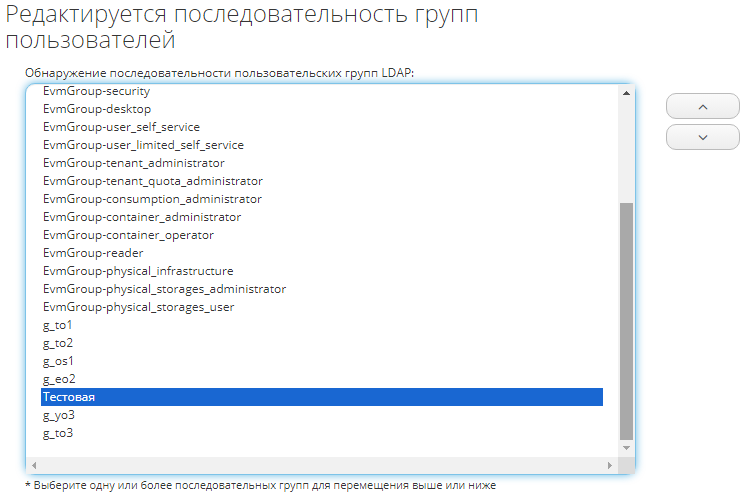 Редактируется последовательность групп
пользователей
Обнаружение последовательности пользовательских групп LDAP:
EvmGroup-security
EvmGroup-desktop
EvmGroup-user_self_service
EvmGroup-user_limited_self_service
EvmGroup-tenant_administrator
EvmGroup-tenant_quota_administrator
EvmGroup-consumption_administrator
EvmGroup-container_administrator
EvmGroup-container_operator
EvmGroup-reader
EvmGroup-physical_infrastructure
EvmGroup-physical_storages_administrator
EvmGroup-physical_storages_user
g_to1
g_to2
g_os1
g_eo2
Тестовая
g_yo3
g_to3
* Выберите одну или более последовательных групп для перемещения выше или ниже